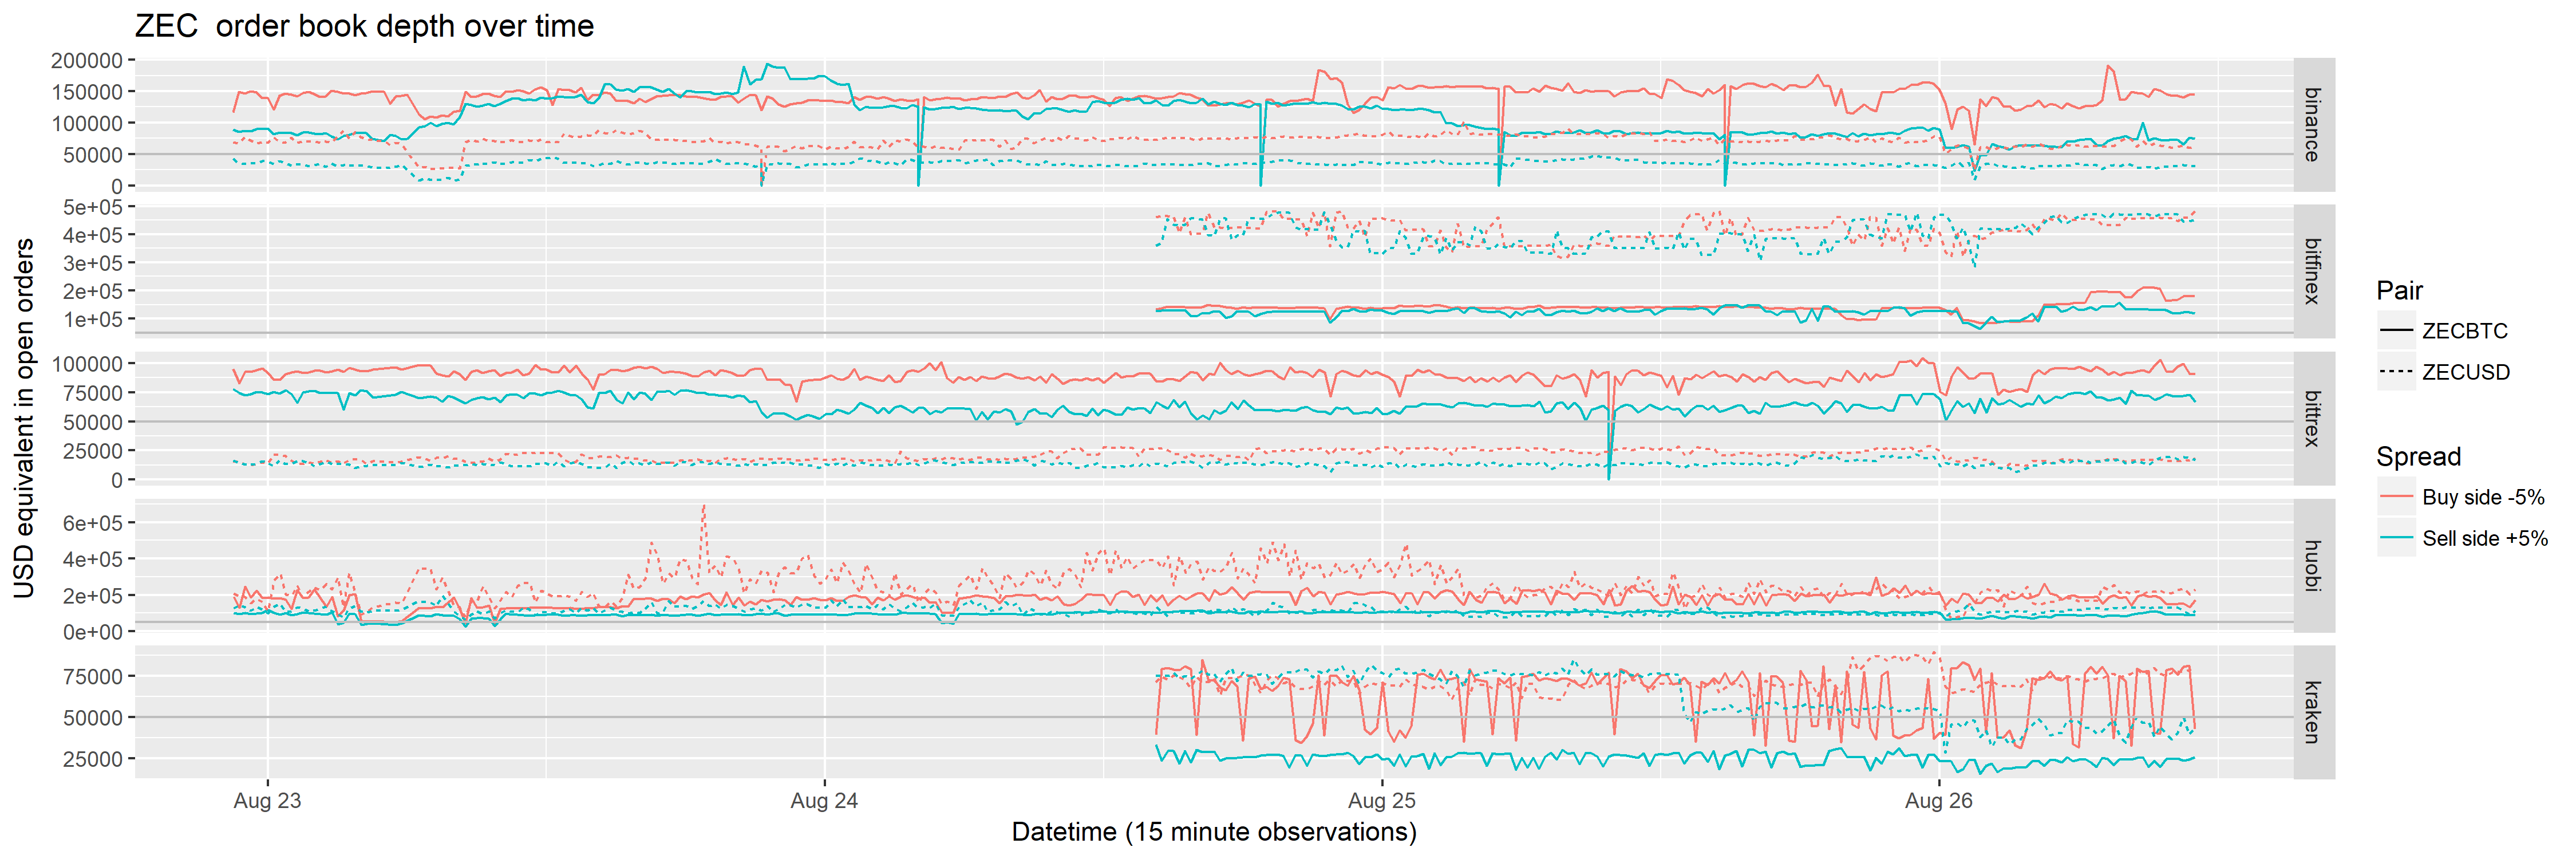 ZEC  order book depth over time
USD equivalent in open orders
200000
150000
100000
50000
0
binance
5e+05
4e+05
3e+05
2e+05
1e+05
bitfinex
100000
75000
50000
25000
0
bittrex
6e+05
4e+05
2e+05
0e+00
huobi
75000
50000
25000
kraken
Aug 23
Aug 24
Aug 25
Aug 26
Datetime (15 minute observations)
Pair
ZECBTC
ZECUSD
Spread
Buy side -5%
Sell side +5%